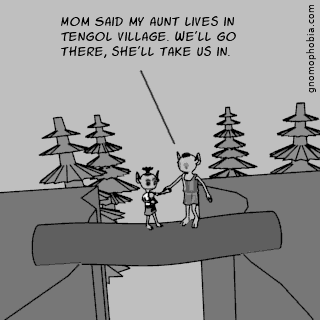 MOM SAID MY AUNT LIVES IN
TENGOL VILLAGE. WE'LL GO
THERE, SHE'LL TAKE US IN.
gnomophobia.com